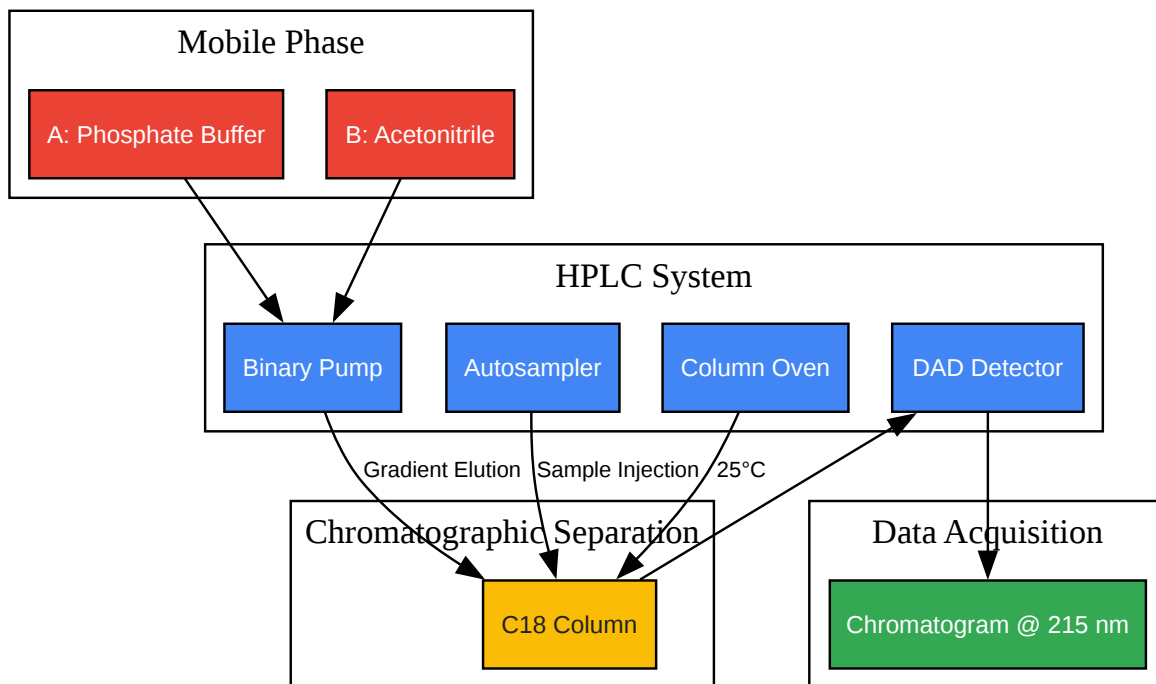 Mobile Phase
A: Phosphate Buffer
B: Acetonitrile
HPLC System
Binary Pump
Autosampler
Column Oven
DAD Detector
Gradient Elution
Sample Injection
25°C
Chromatographic Separation
Data Acquisition
C18 Column
Chromatogram @ 215 nm